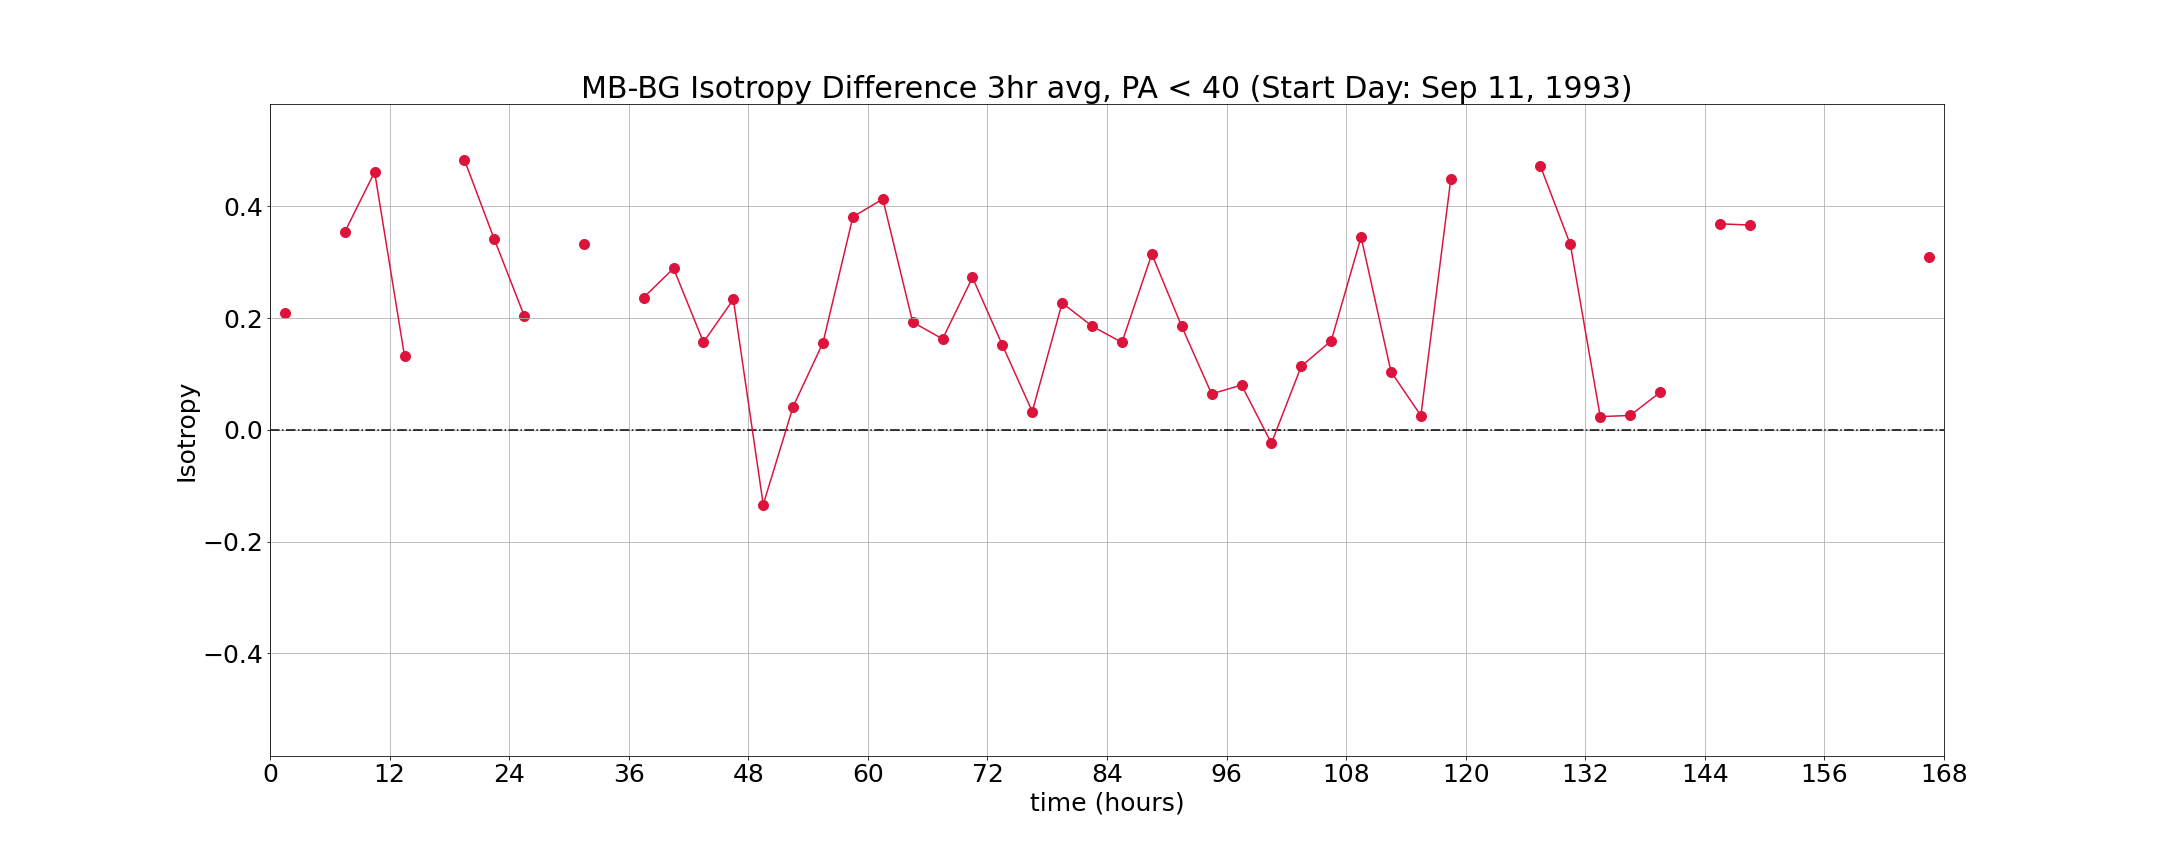 MB-BG Isotropy Difference 3hr avg, PA < 40 (Start Day: Sep 11, 1993)
Isotropy
0.4
0.2
0.0
−0.2
−0.4
0 12 24 36 48 60 72 84 96 108 120 132 144 156 168
time (hours)